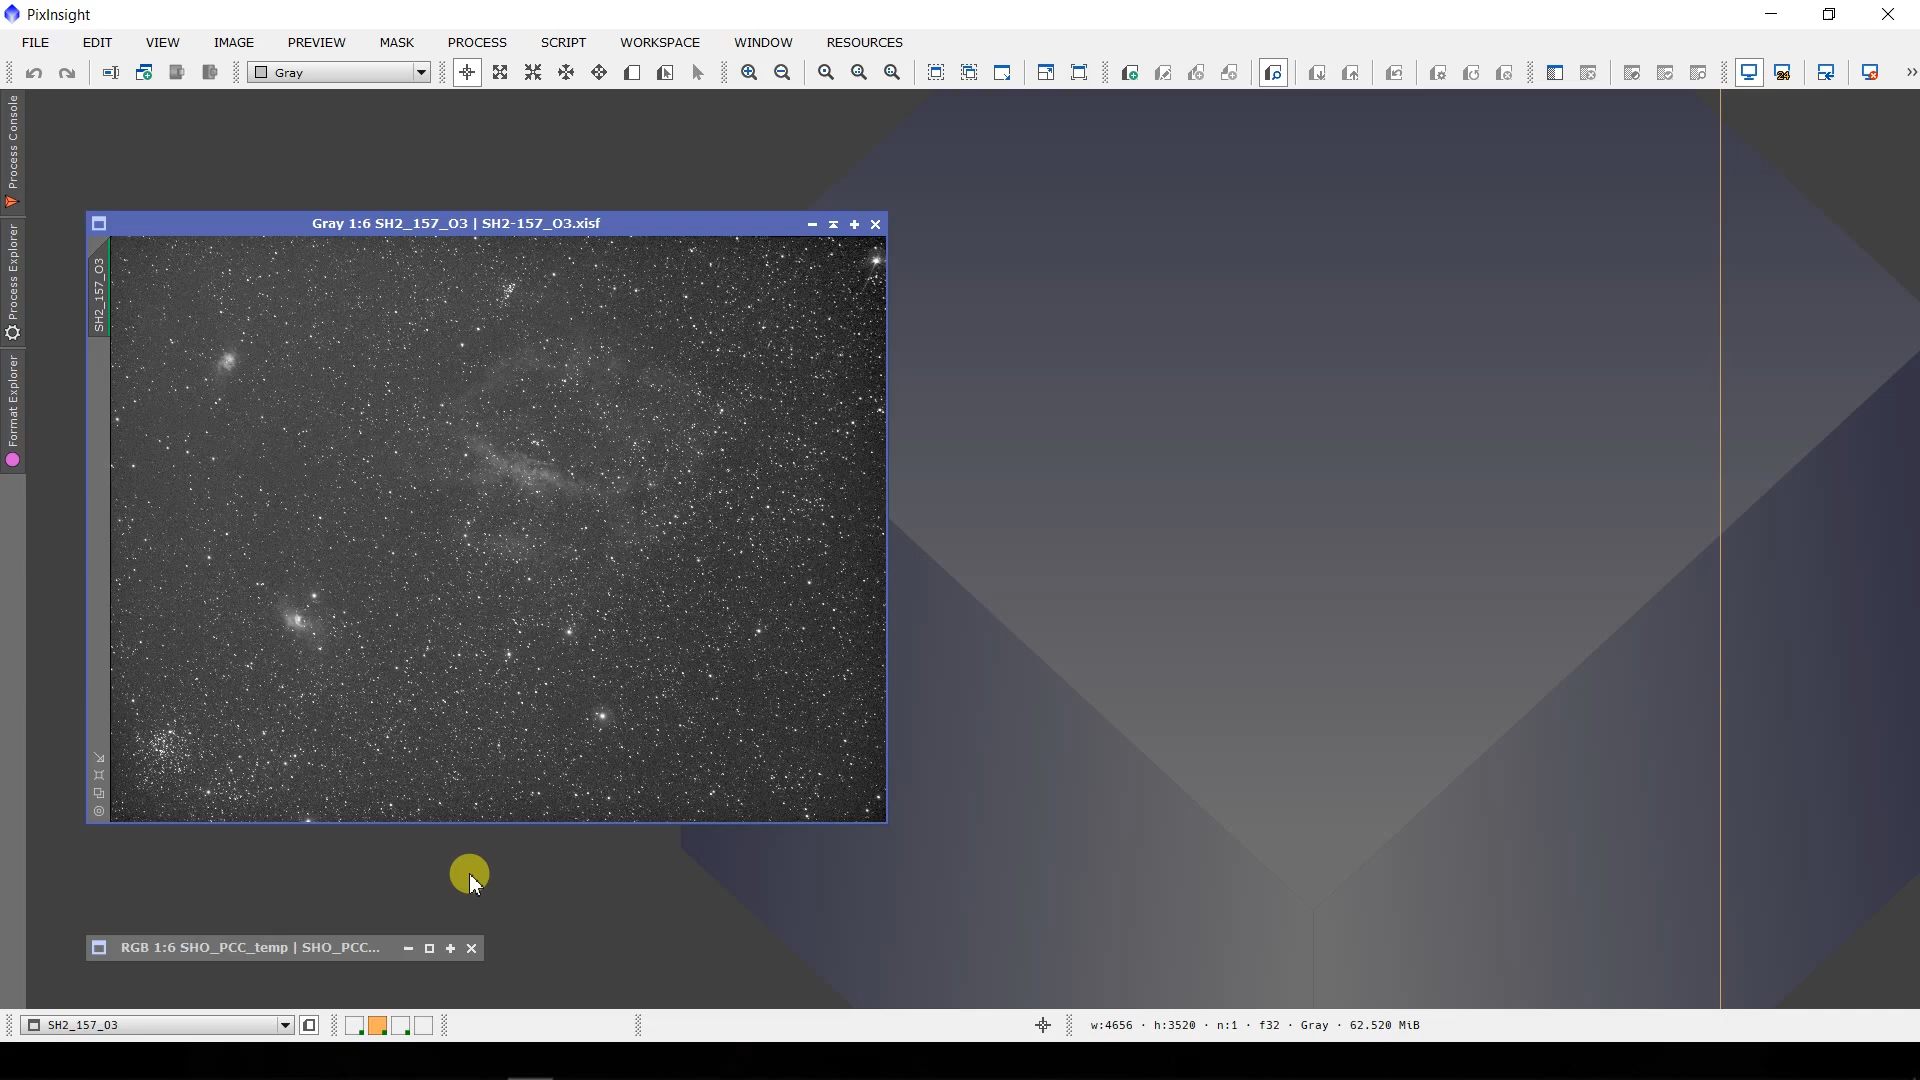 PixInsight
FILE EDIT VIEW IMAGE PREVIEW MASK PROCESS SCRIPT WORKSPACE WINDOW RESOURCES
Gray
24
Process Console
Process Explorer
Format Explorer
Gray 1:6 SH2_157_O3 | SH2-157_O3.xisf
SH2_157_O3
RGB 1:6 SHO_PCC_temp | SHO_PCC...
SH2_157_O3
w:4656 · h:3520 · n:1 · f32 · Gray · 62.520 MiB